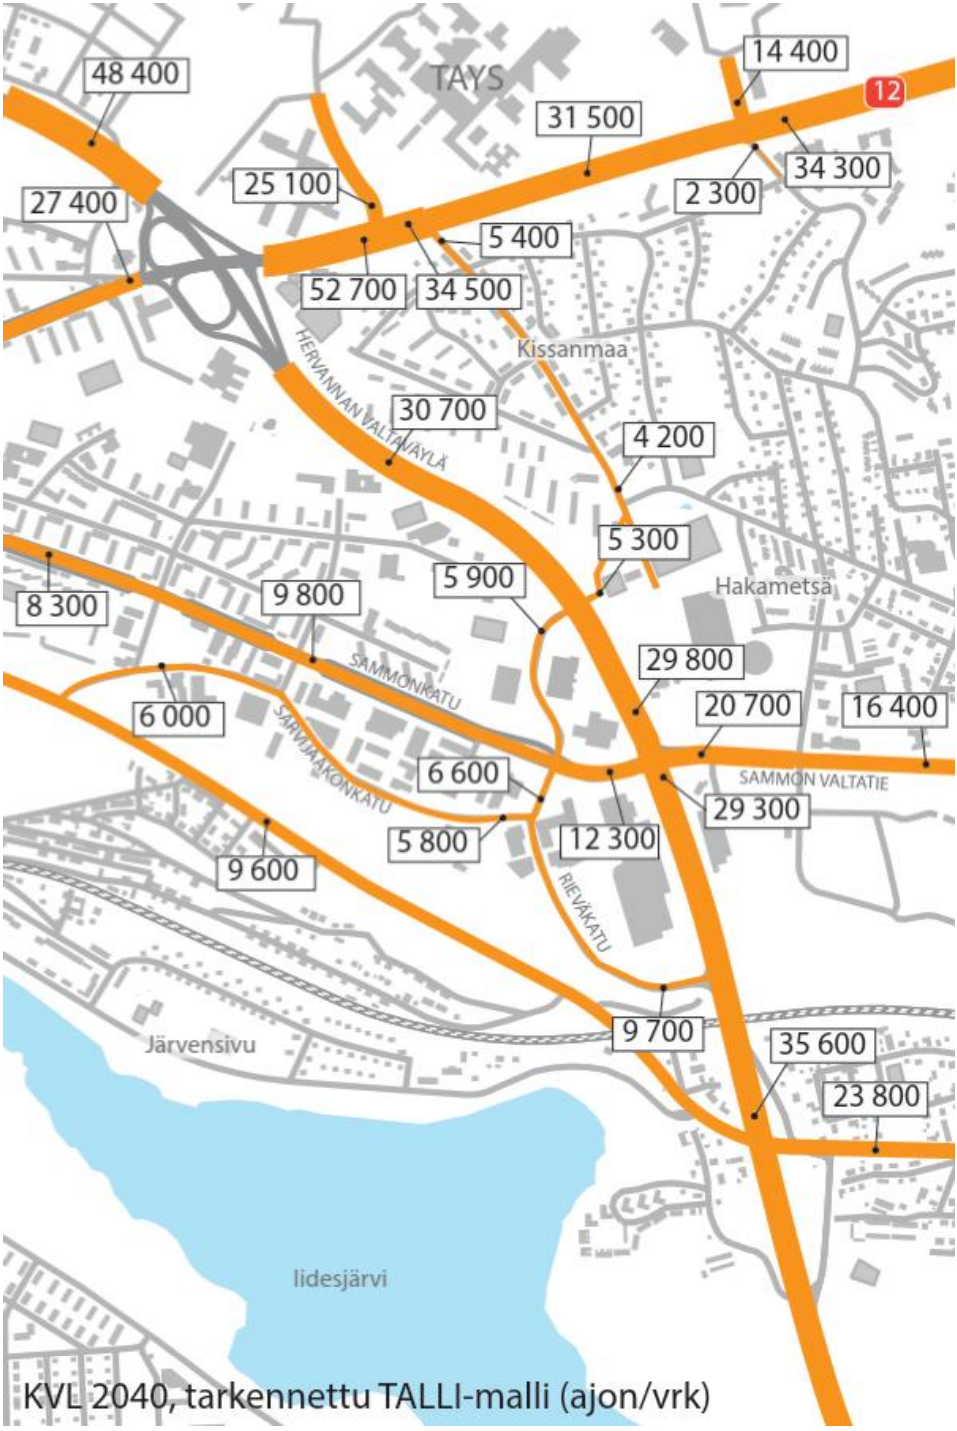 14 400
48 400
TAYS
12
31 500
34 300
25 100
2 300
27 400
5 400
52 700
34 500
Kissanmaa
HERVANNAN VALTAVÄYLÄ
30 700
4 200
5 300
5 900
Hakametsä
9 800
8 300
29 800
SAMMONKATU
6 000
20 700
16 400
SARVIJAAKONKATU
6 600
SAMMON VALTATIE
29 300
5 800
12 300
9 600
RIEVÄKATU
9 700
Järvensivu
35 600
23 800
Iidesjärvi
KVL 2040, tarkennettu TALLI-malli (ajon/vrk)